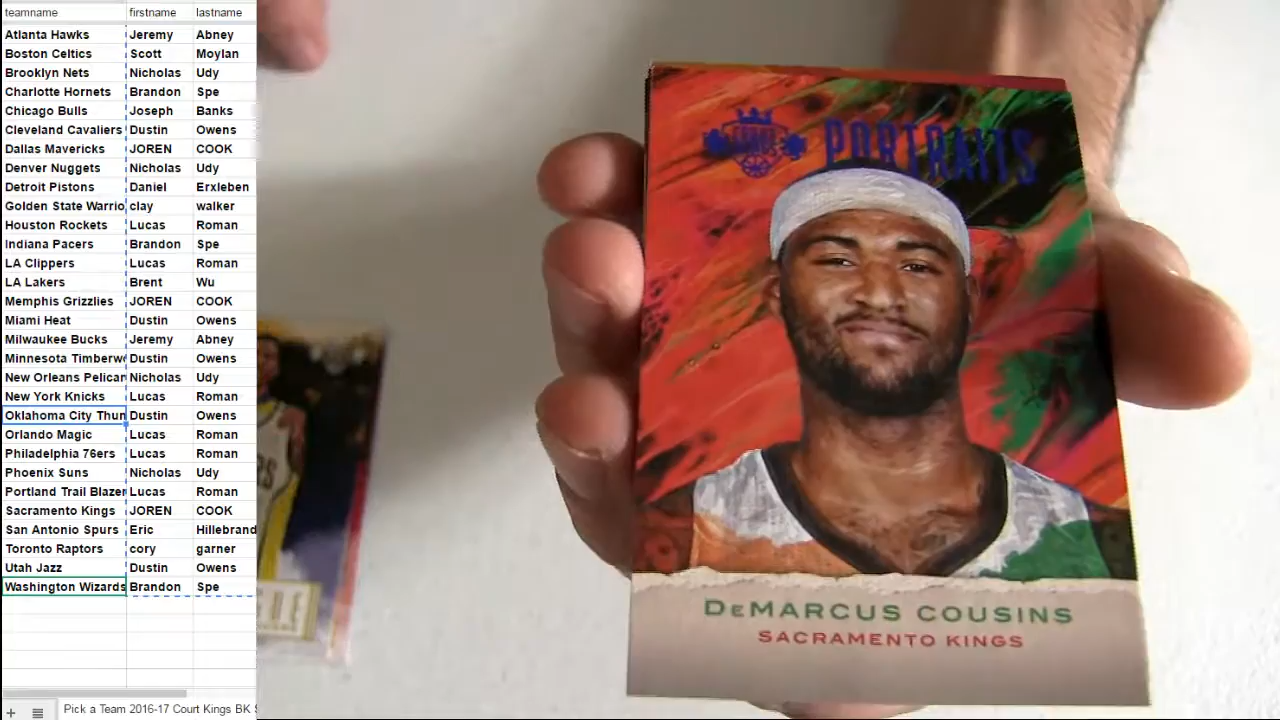 teamname firstname lastname
Atlanta Hawks Jeremy Abney
Boston Celtics Scott Moylan
Brooklyn Nets Nicholas Udy
Charlotte Hornets Brandon Spe
Chicago Bulls Joseph Banks
Cleveland Cavaliers Dustin Owens
Dallas Mavericks JOREN COOK
Denver Nuggets Nicholas Udy
Detroit Pistons Daniel Erxleben
Golden State Warrio clay walker
Houston Rockets Lucas Roman
Indiana Pacers Brandon Spe
LA Clippers Lucas Roman
LA Lakers Brent Wu
Memphis Grizzlies JOREN COOK
Miami Heat Dustin Owens
Milwaukee Bucks Jeremy Abney
Minnesota Timberw Dustin Owens
New Orleans Pelican Nicholas Udy
New York Knicks Lucas Roman
Oklahoma City Thun Dustin Owens
Orlando Magic Lucas Roman
Philadelphia 76ers Lucas Roman
Phoenix Suns Nicholas Udy
Portland Trail Blazer Lucas Roman
Sacramento Kings JOREN COOK
San Antonio Spurs Eric Hillebrand
Toronto Raptors cory garner
Utah Jazz Dustin Owens
Washington Wizards Brandon Spe
Pick a Team 2016-17 Court Kings BK
PORTRAITS
DEMARCUS COUSINS
SACRAMENTO KINGS